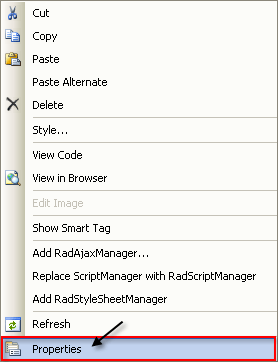 Cut
Copy
Paste
Paste Alternate
Delete
Style...
View Code
View in Browser
Edit Image
Show Smart Tag
Add RadAjaxManager...
Replace ScriptManager with RadScriptManager
Add RadStyleSheetManager
Refresh
Properties